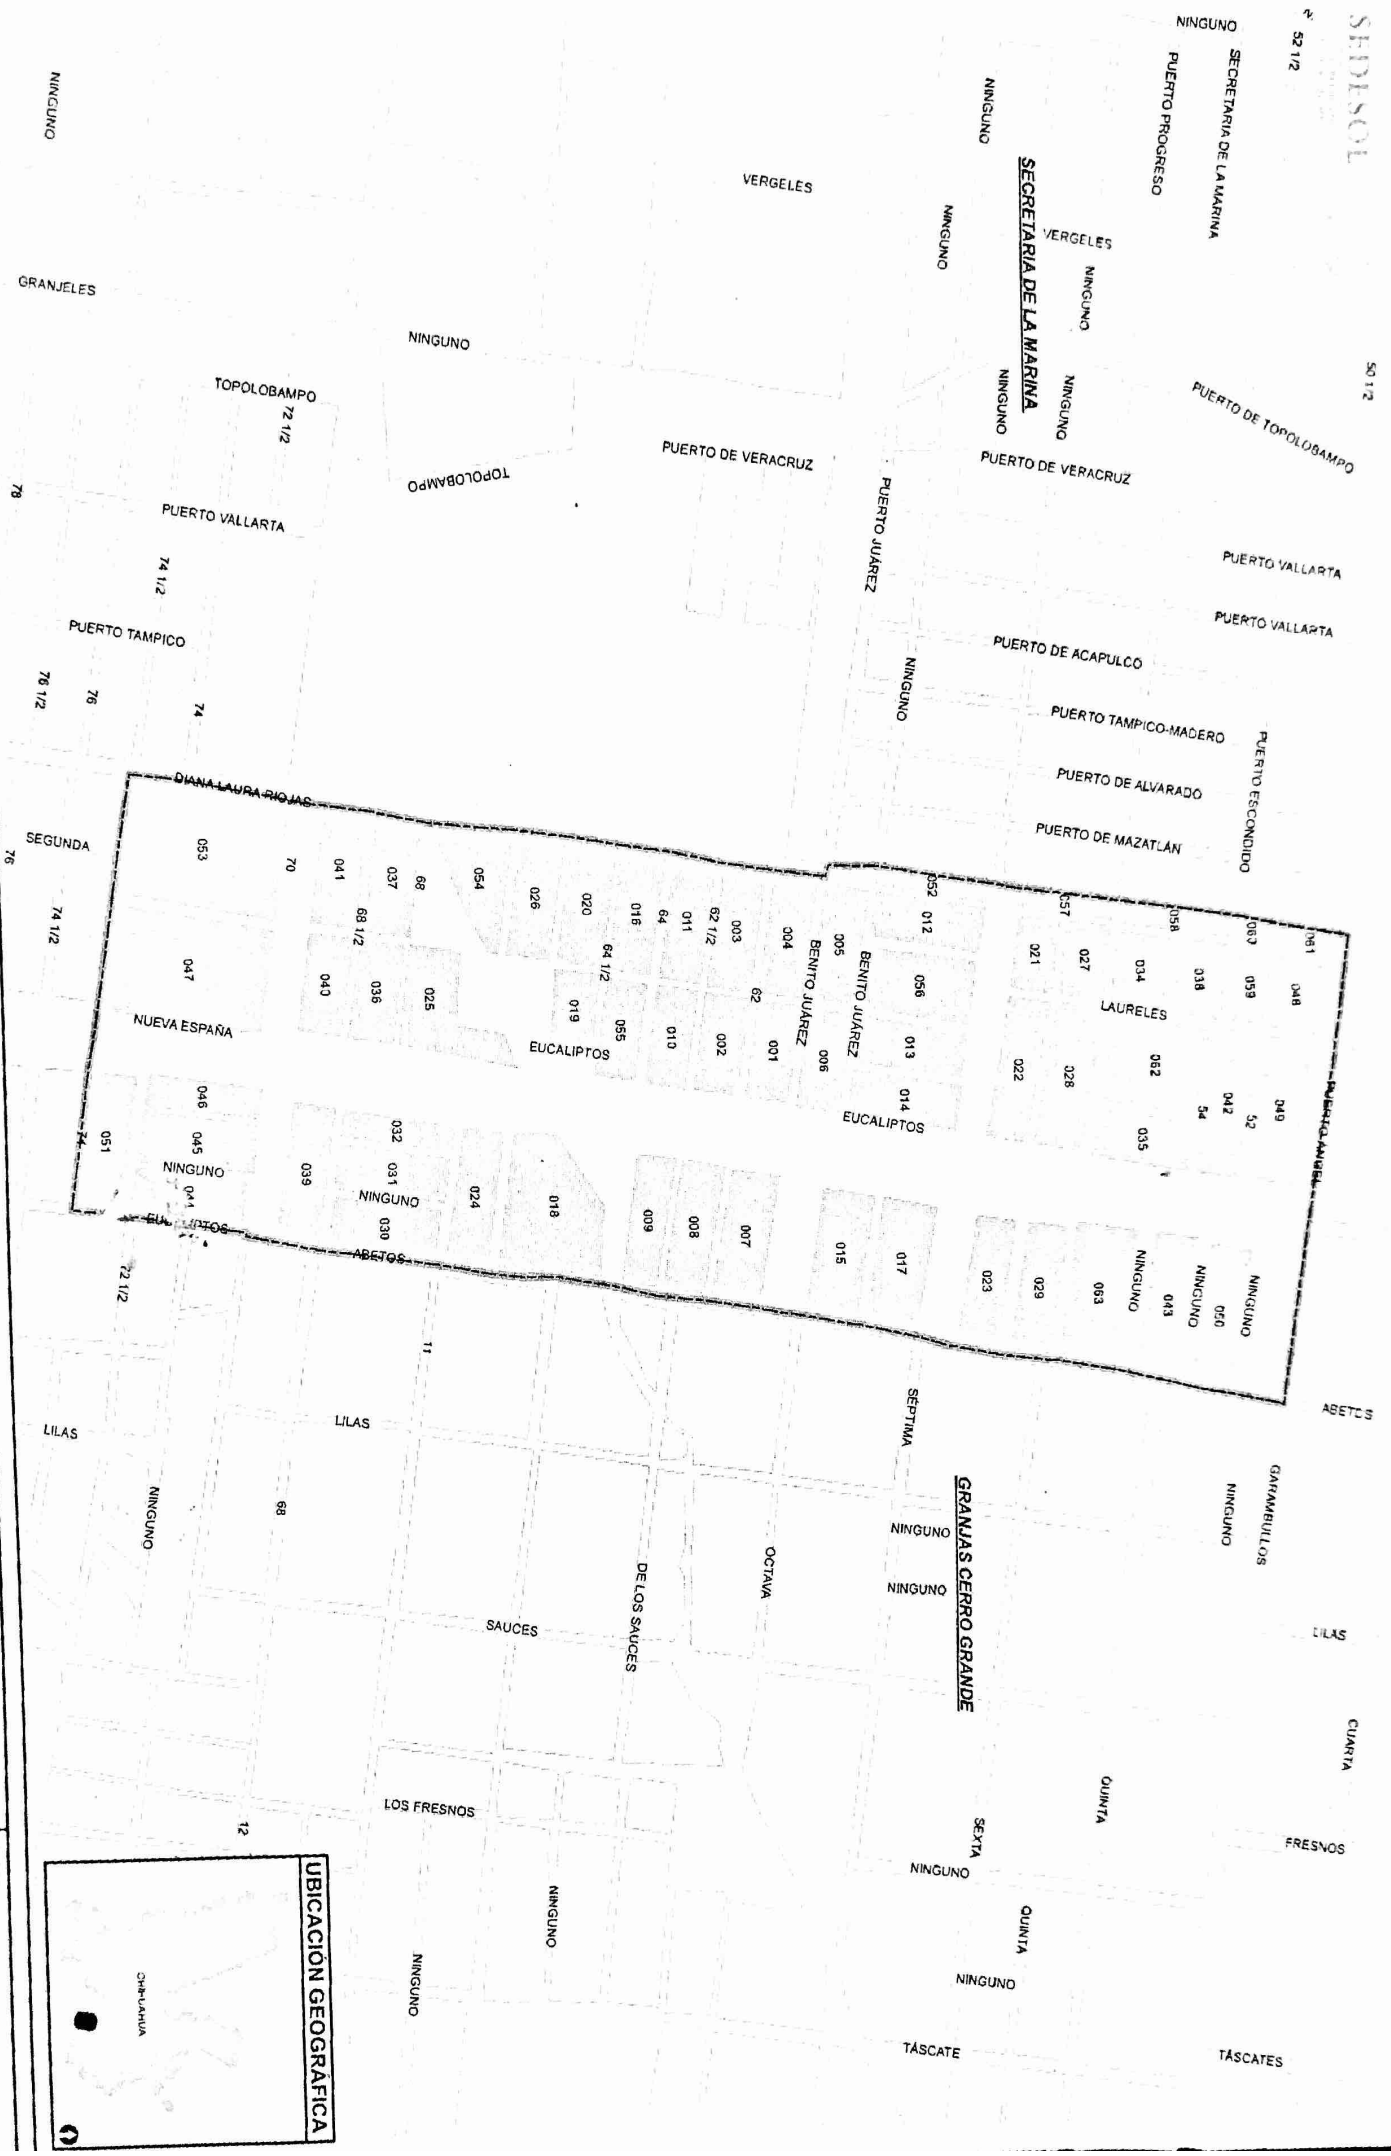 SEDESOL
52 1/2
50 1/2
NINGUNO
SECRETARIA DE LA MARINA
PUERTO PROGRESO
NINGUNO
NINGUNO
VERGELES
NINGUNO
SECRETARIA DE LA MARINA
VERGELES
NINGUNO
NINGUNO
NINGUNO
GRANJELES
NINGUNO
TOPOLOBAMPO
72 1/2
TOPOLOBAMPO
PUERTO DE VERACRUZ
PUERTO DE VERACRUZ
PUERTO DE TOPOLOBAMPO
78
PUERTO VALLARTA
74 1/2
PUERTO JUÁREZ
PUERTO VALLARTA
PUERTO VALLARTA
PUERTO TAMPICO
76 1/2
76
74
NINGUNO
PUERTO DE ACAPULCO
PUERTO TAMPICO-MADERO
PUERTO DE ALVARADO
PUERTO DE MAZATLÁN
PUERTO ESCONDIDO
DIANA LAURA RIOJAS
SEGUNDA
76
74 1/2
053
70
041
68 1/2
037
68
054
026
020
64 1/2
016
64
011
62 1/2
003
004
005
BENITO JUÁREZ
BENITO JUÁREZ
052
012
057
058
060
061
021
027
034
038
059
048
047
040
036
025
019
055
010
002
62
001
006
056
013
014
022
028
LAURELES
062
035
54
042
52
049
PUERTO ANGEL
NUEVA ESPAÑA
EUCALIPTOS
EUCALIPTOS
046
045
051
74
NINGUNO
039
032
031
NINGUNO
030
024
018
009
008
007
015
017
023
029
063
NINGUNO
043
NINGUNO
050
NINGUNO
ABETOS
72 1/2
11
ABETOS
LILAS
LILAS
NINGUNO
68
SÉPTIMA
GRANJAS CERRO GRANDE
GARAMBULLOS
NINGUNO
NINGUNO
NINGUNO
OCTAVA
DE LOS SAUCES
SAUCES
LILAS
CUARTA
QUINTA
LOS FRESNOS
12
SEXTA
FRESNOS
NINGUNO
NINGUNO
NINGUNO
QUINTA
NINGUNO
TÁSCATE
TÁSCATES
UBICACIÓN GEOGRÁFICA
CHIHUAHUA